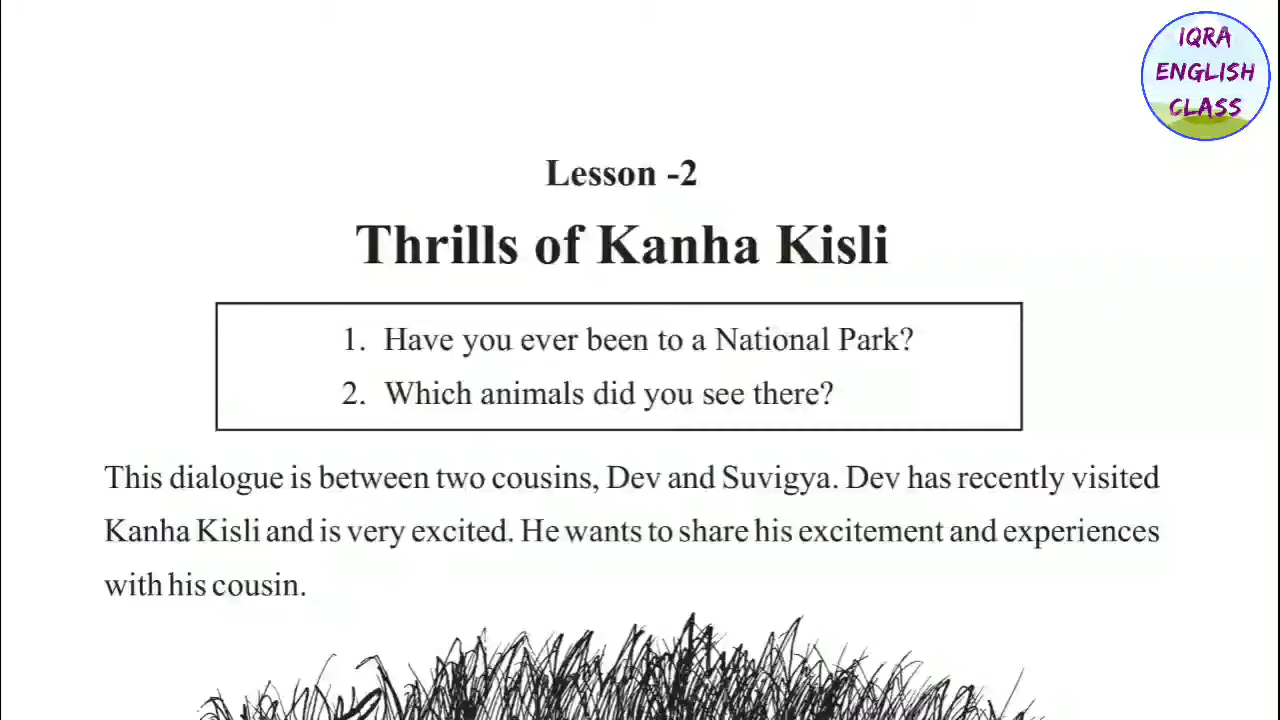 IQRA
ENGLISH
CLASS
Lesson -2
Thrills of Kanha Kisli
1. Have you ever been to a National Park?
2. Which animals did you see there?
This dialogue is between two cousins, Dev and Suvigya. Dev has recently visited
Kanha Kisli and is very excited. He wants to share his excitement and experiences
with his cousin.